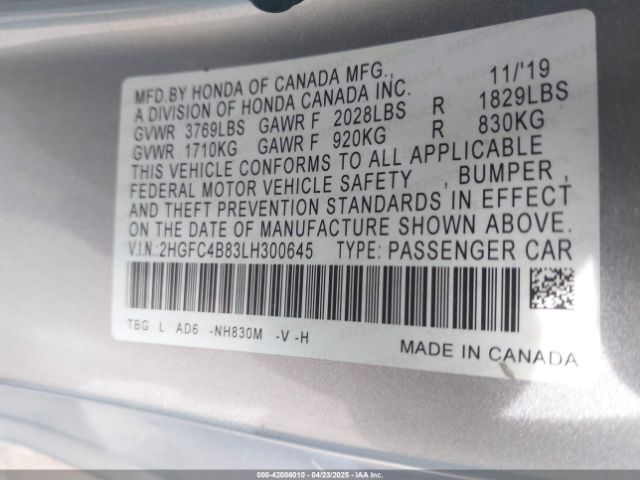 MFD.BY HONDA OF CANADA MFG., 11/'19
A DIVISION OF HONDA CANADA INC.
GVWR 3769LBS GAWR F 2028LBS R 1829LBS
GVWR 1710KG GAWR F 920KG R 830KG
THIS VEHICLE CONFORMS TO ALL APPLICABLE
FEDERAL MOTOR VEHICLE SAFETY , BUMPER ,
AND THEFT PREVENTION STANDARDS IN EFFECT
ON THE DATE OF MANUFACTURE SHOWN ABOVE.
V.I.N.:2HGFC4B83LH300645 TYPE: PASSENGER CAR
TBG L AD6 -NH830M -V -H
MADE IN CANADA
000-42086010 - 04/23/2025 - IAA Inc.